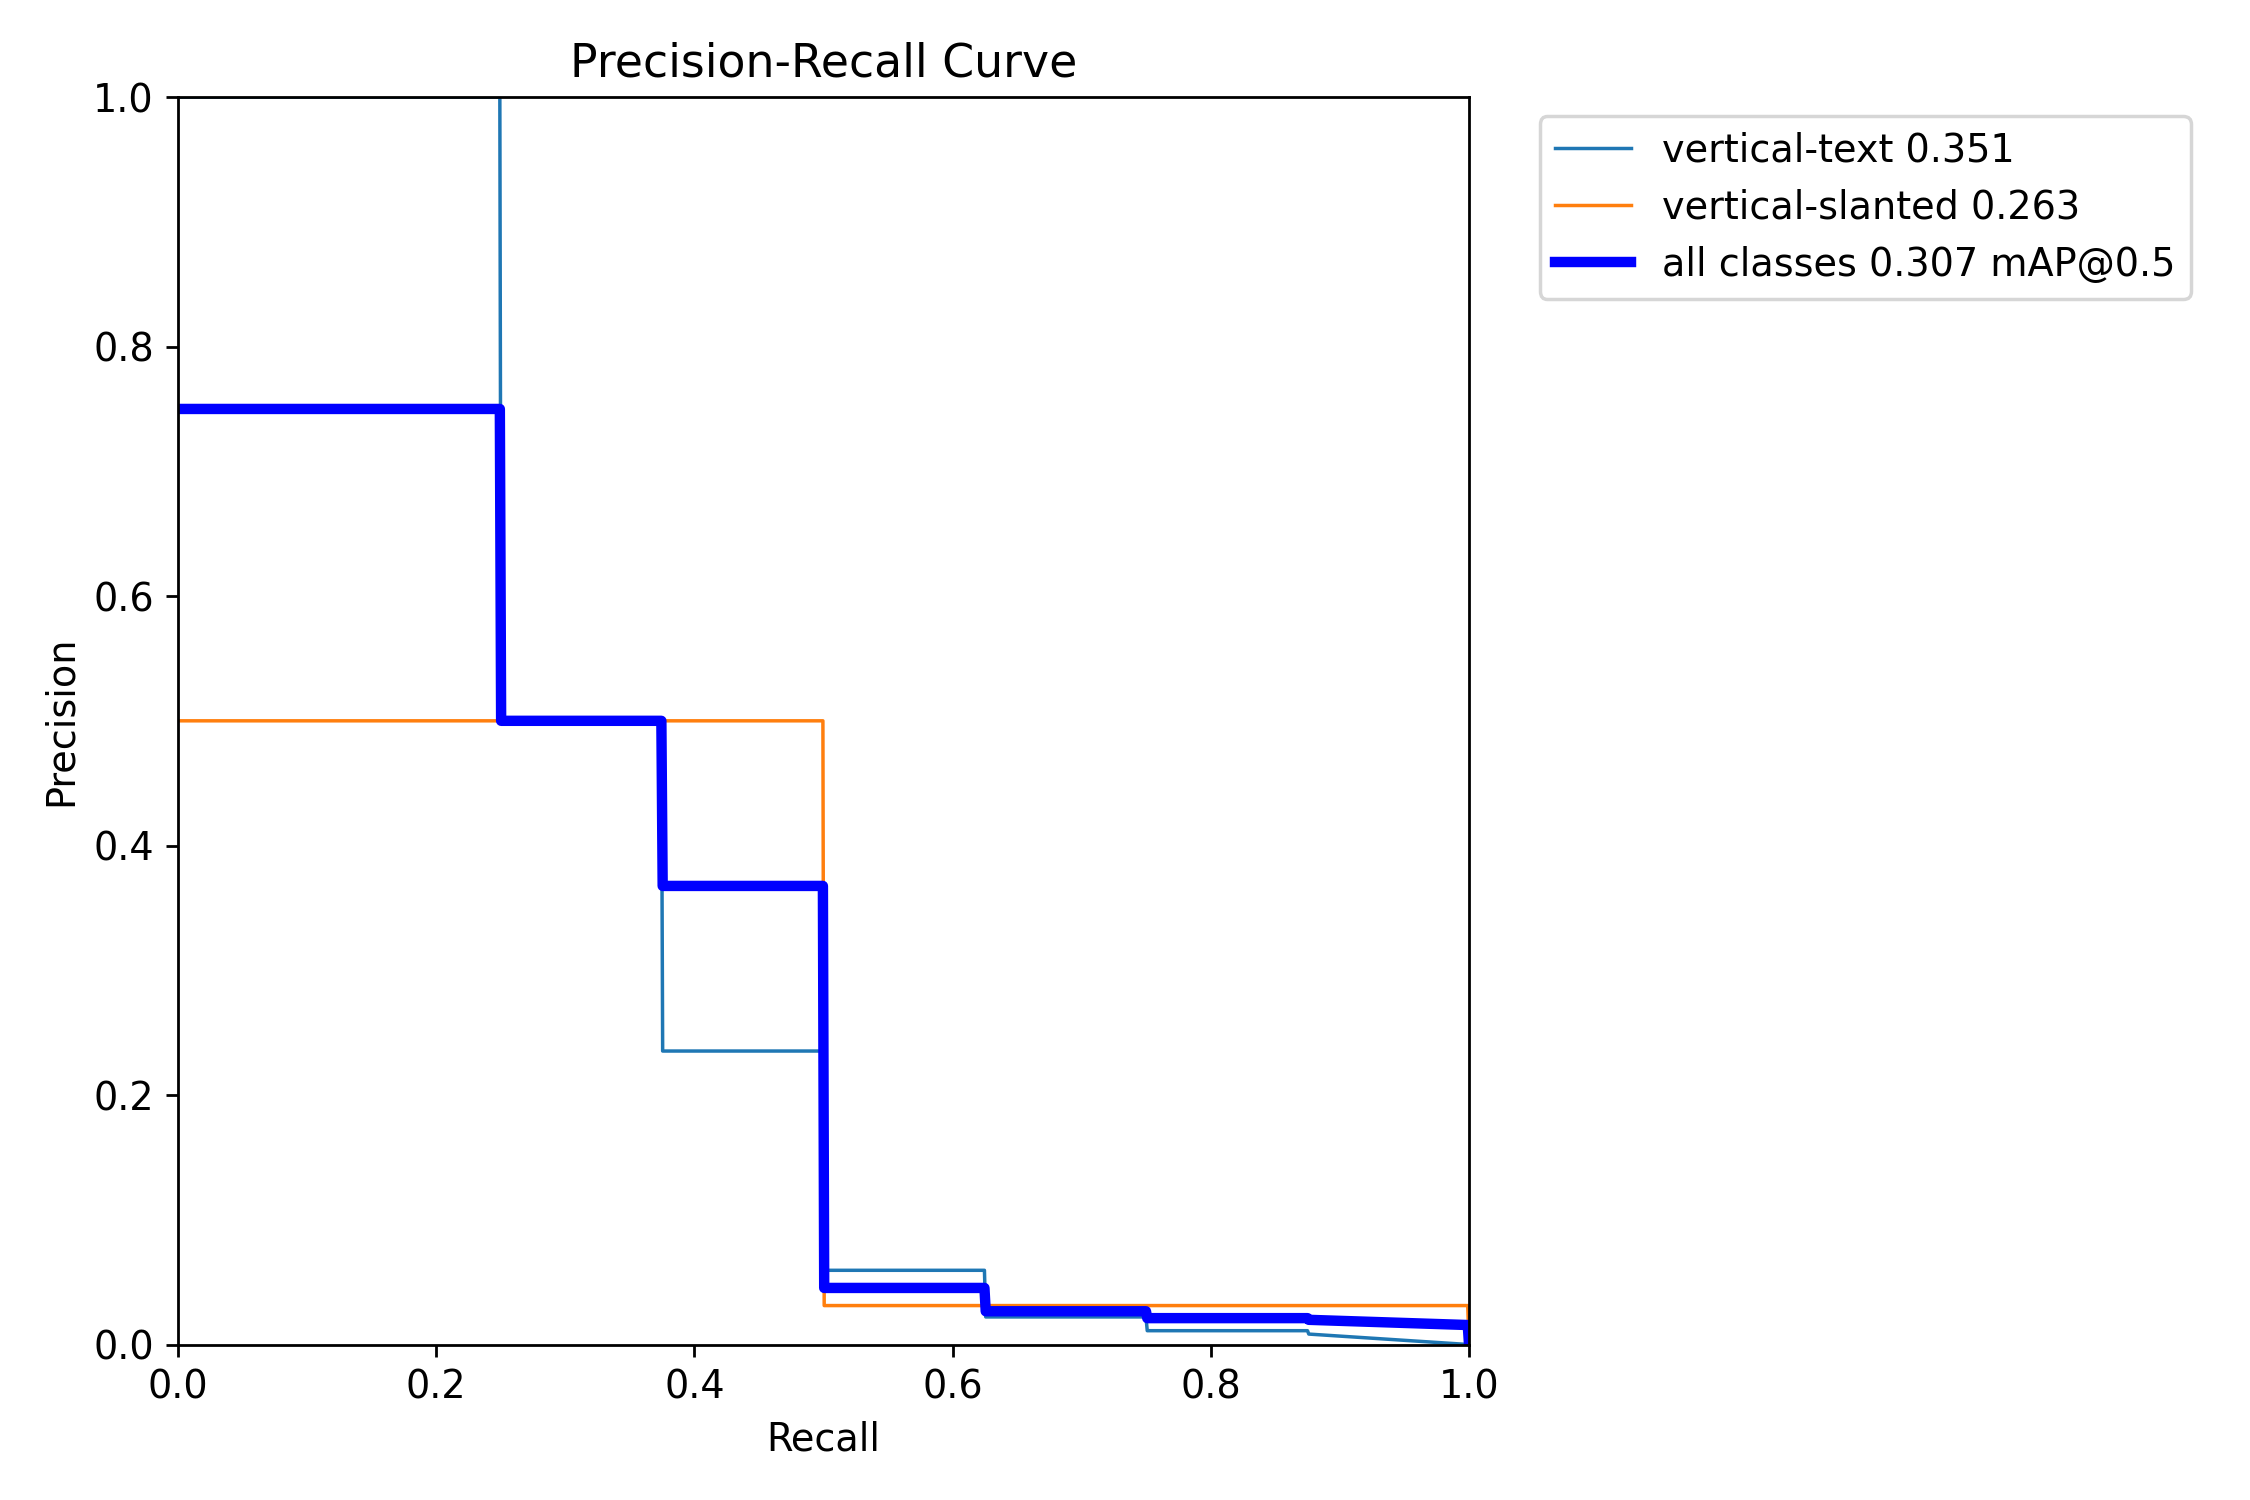 Precision-Recall Curve
1.0
0.8
0.6
0.4
0.2
0.0
Precision
0.0 0.2 0.4 0.6 0.8 1.0
Recall
vertical-text 0.351
vertical-slanted 0.263
all classes 0.307 mAP@0.5